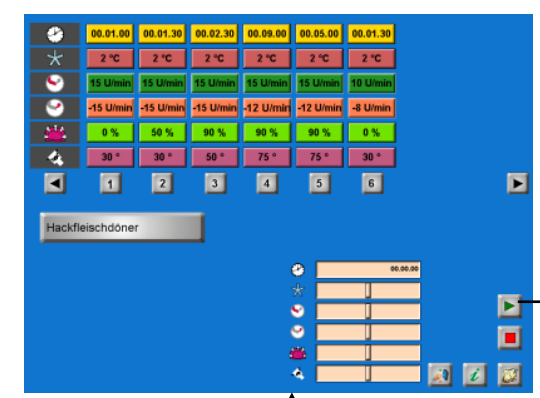 00.01.00 00.01.30 00.02.30 00.09.00 00.05.00 00.01.30
2 °C 2 °C 2 °C 2 °C 2 °C 2 °C
15 U/min 15 U/min 15 U/min 15 U/min 15 U/min 10 U/min
-15 U/min -15 U/min -15 U/min -12 U/min -12 U/min -8 U/min
0 % 50 % 90 % 90 % 90 % 0 %
30 ° 30 ° 50 ° 75 ° 75 ° 30 °
1 2 3 4 5 6
Hackfleischdöner
00.00.00
i